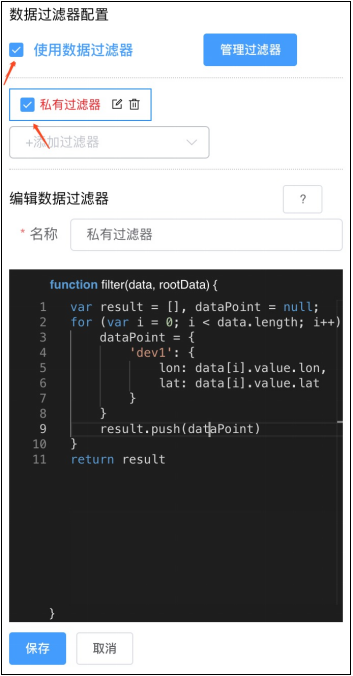 数据过滤器配置
使用数据过滤器 管理过滤器
私有过滤器
+添加过滤器
编辑数据过滤器 ?
* 名称 私有过滤器
function filter(data, rootData) {
1 var result = [], dataPoint = null;
2 for (var i = 0; i < data.length; i++)
3 dataPoint = {
4 'dev1': {
5 lon: data[i].value.lon,
6 lat: data[i].value.lat
7 }
8 }
9 result.push(dataPoint)
10 }
11 return result
}
保存 取消